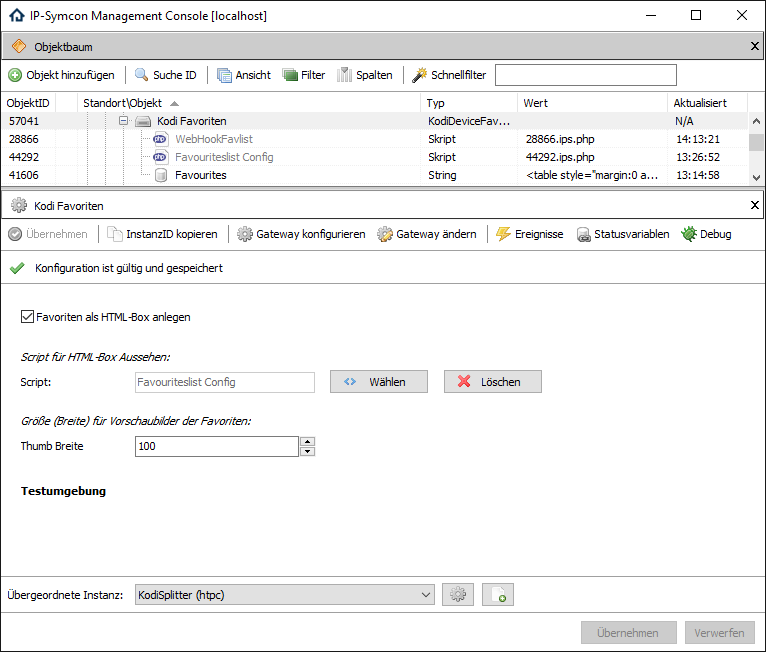 IP-Symcon Management Console [localhost]
Objektbaum
Objekt hinzufügen Suche ID Ansicht Filter Spalten Schnellfilter
ObjektID Standort\Objekt Typ Wert Aktualisiert
57041 Kodi Favoriten KodiDeviceFav... N/A
28866 WebHookFavlist Skript 28866.ips.php 14:13:21
44292 Favouriteslist Config Skript 44292.ips.php 13:26:52
41606 Favourites String <table style="margin:0 a... 13:14:58
Kodi Favoriten
Übernehmen InstanzID kopieren Gateway konfigurieren Gateway ändern Ereignisse Statusvariablen Debug
Konfiguration ist gültig und gespeichert
Favoriten als HTML-Box anlegen
Script für HTML-Box Aussehen:
Script: Favouriteslist Config Wählen Löschen
Größe (Breite) für Vorschaubilder der Favoriten:
Thumb Breite 100
Testumgebung
Übergeordnete Instanz: KodiSplitter (htpc)
Übernehmen Verwerfen